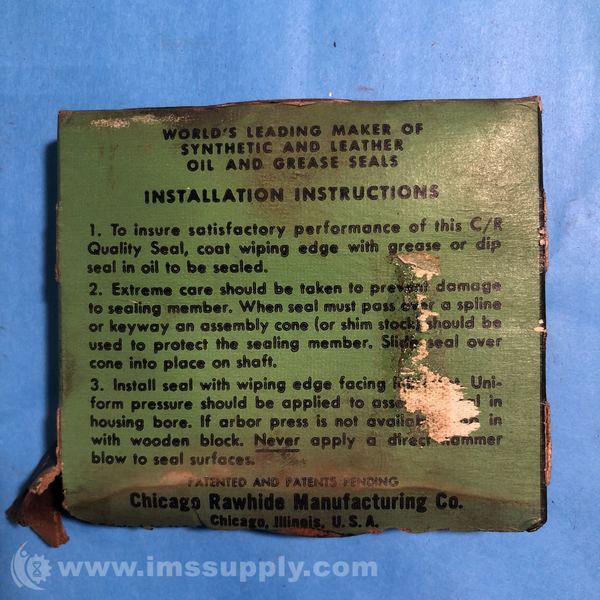 WORLD'S LEADING MAKER OF
SYNTHETIC AND LEATHER
OIL AND GREASE SEALS
INSTALLATION INSTRUCTIONS
1. To insure satisfactory performance of this C/R
Quality Seal, coat wiping edge with grease or dip
seal in oil to be sealed.
2. Extreme care should be taken to prevent damage
to sealing member. When seal must pass over a spline
or keyway an assembly cone (or shim stock) should be
used to protect the sealing member. Slide seal over
cone into place on shaft.
3. Install seal with wiping edge facing Uni-
form pressure should be applied to in
housing bore. If arbor press is not in
with wooden block. Never apply a direct hammer
blow to seal surfaces.
PATENTED AND PATENTS PENDING
Chicago Rawhide Manufacturing Co.
Chicago, Illinois, U.S.A.
www.imssupply.com/